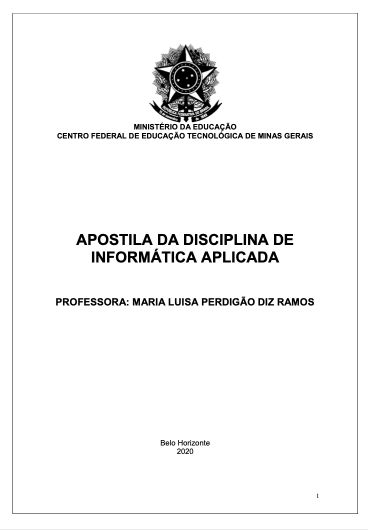 MINISTÉRIO DA EDUCAÇÃO
CENTRO FEDERAL DE EDUCAÇÃO TECNOLÓGICA DE MINAS GERAIS
APOSTILA DA DISCIPLINA DE
INFORMÁTICA APLICADA
PROFESSORA: MARIA LUISA PERDIGÃO DIZ RAMOS
Belo Horizonte
2020
1